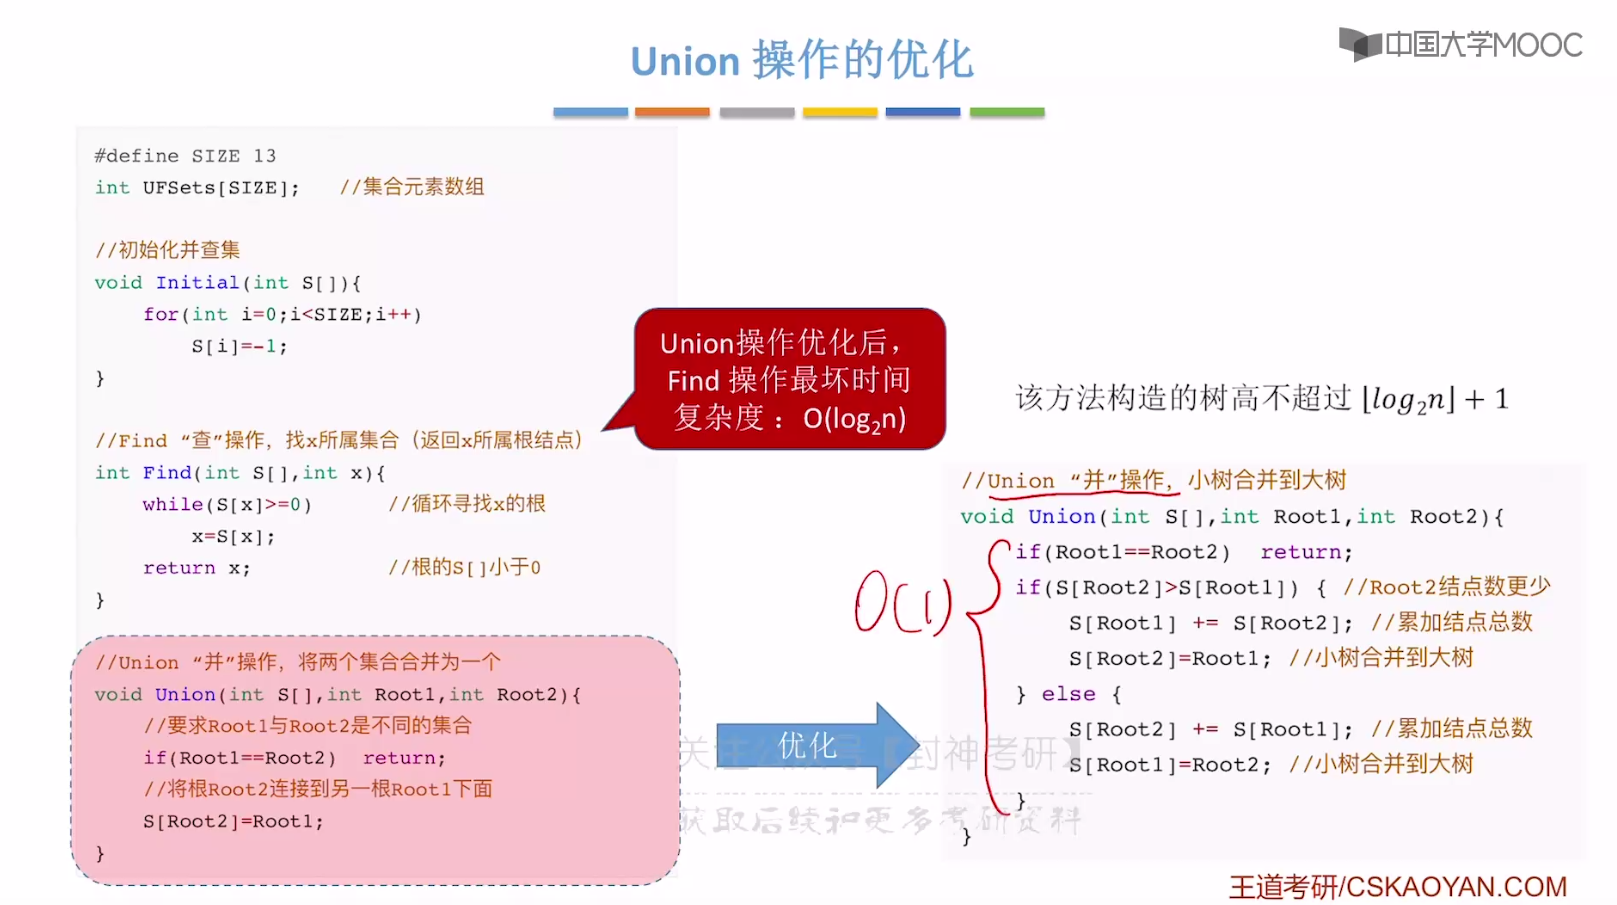 Union 操作的优化
中国大学MOOC
#define SIZE 13
int UFSets[SIZE];   //集合元素数组
//初始化并查集
void Initial(int S[]){
    for(int i=0;i<SIZE;i++)
        S[i]=-1;
}
//Find “查”操作，找x所属集合（返回x所属根结点）
int Find(int S[],int x){
    while(S[x]>=0)      //循环寻找x的根
        x=S[x];
    return x;           //根的S[]小于0
}
//Union “并”操作，将两个集合合并为一个
void Union(int S[],int Root1,int Root2){
    //要求Root1与Root2是不同的集合
    if(Root1==Root2)  return;
    //将根Root2连接到另一根Root1下面
    S[Root2]=Root1;
}
Union操作优化后，
Find 操作最坏时间
复杂度：O(log₂n)
优化
该方法构造的树高不超过 ⌊log₂n⌋ + 1
//Union “并”操作，小树合并到大树
void Union(int S[],int Root1,int Root2){
    if(Root1==Root2)  return;
    if(S[Root2]>S[Root1]) { //Root2结点数更少
        S[Root1] += S[Root2]; //累加结点总数
        S[Root2]=Root1; //小树合并到大树
    } else {
        S[Root2] += S[Root1]; //累加结点总数
        S[Root1]=Root2; //小树合并到大树
    }
}
O(1)
【封神考研】
获取后续和更多考研资料
王道考研/CSKAOYAN.COM